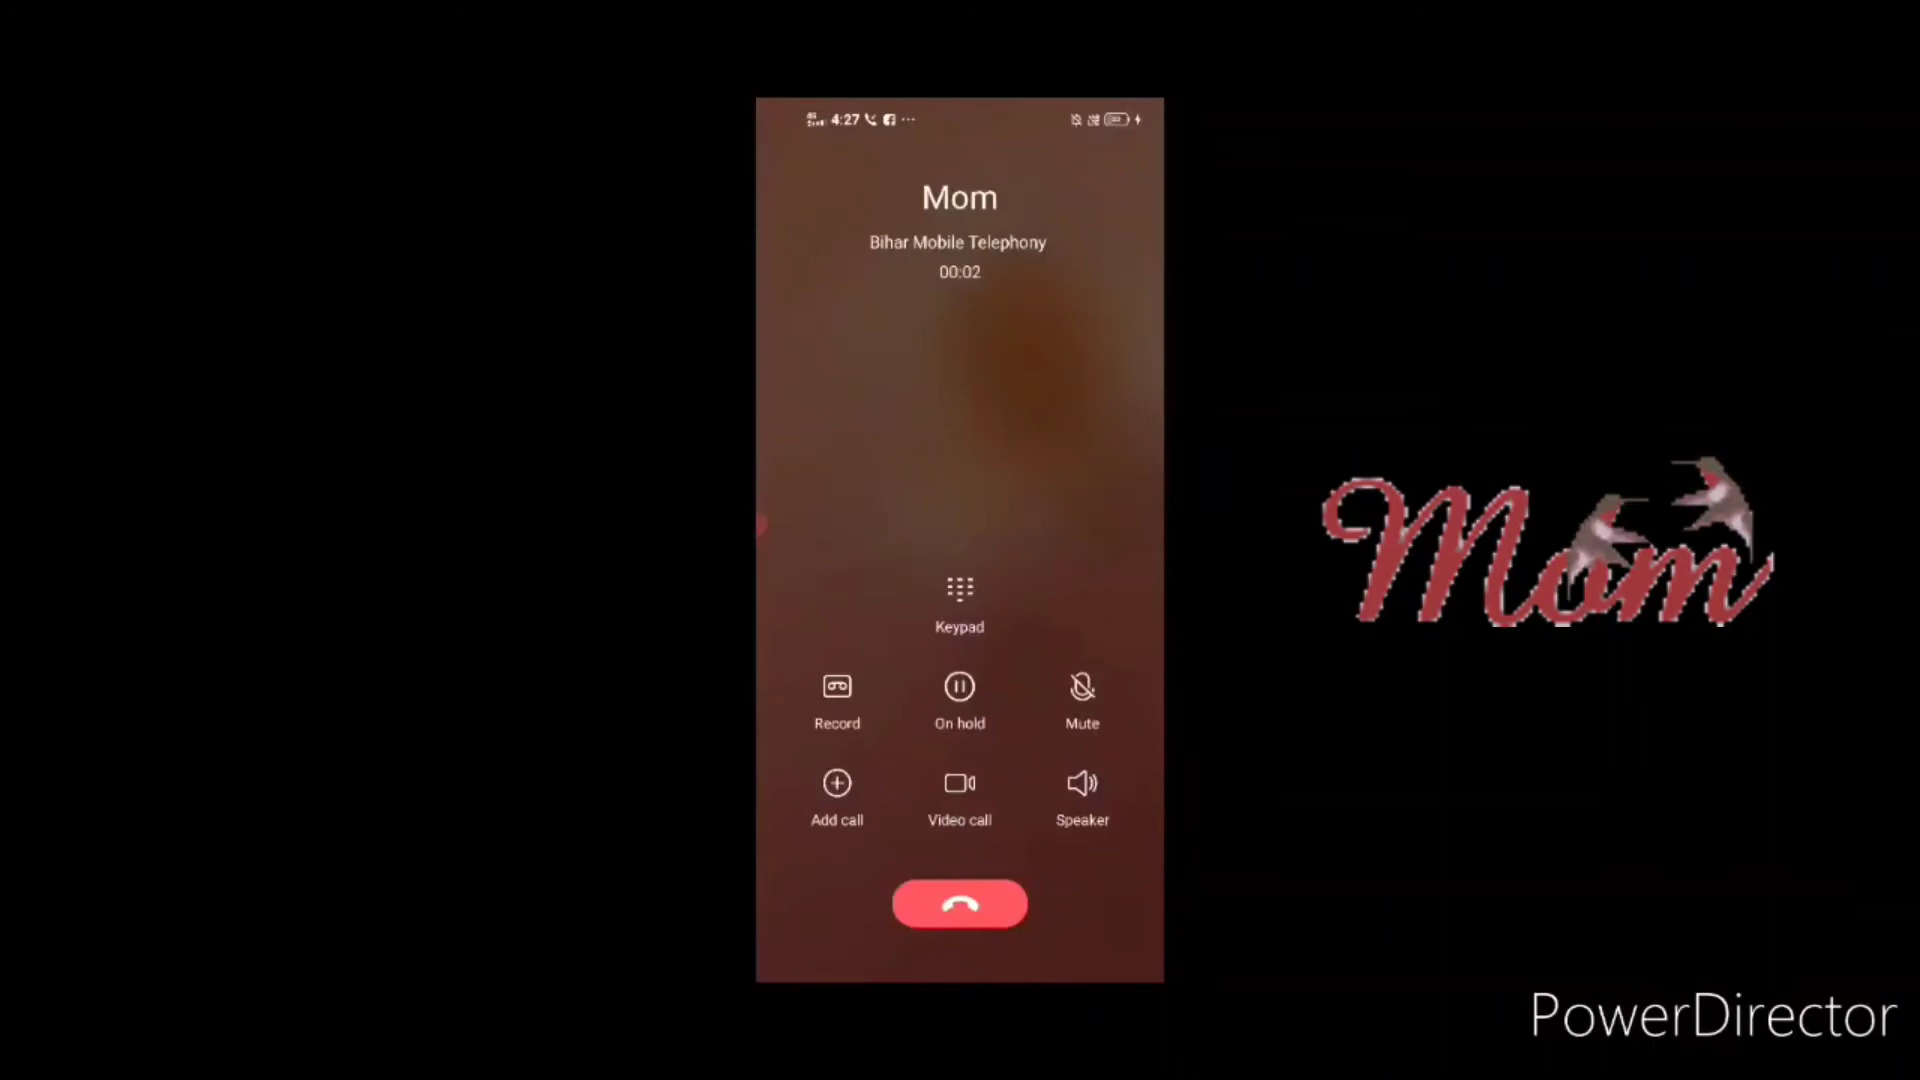 4:27
Mom
Bihar Mobile Telephony
00:02
Keypad
Record
On hold
Mute
Add call
Video call
Speaker
Mom
PowerDirector